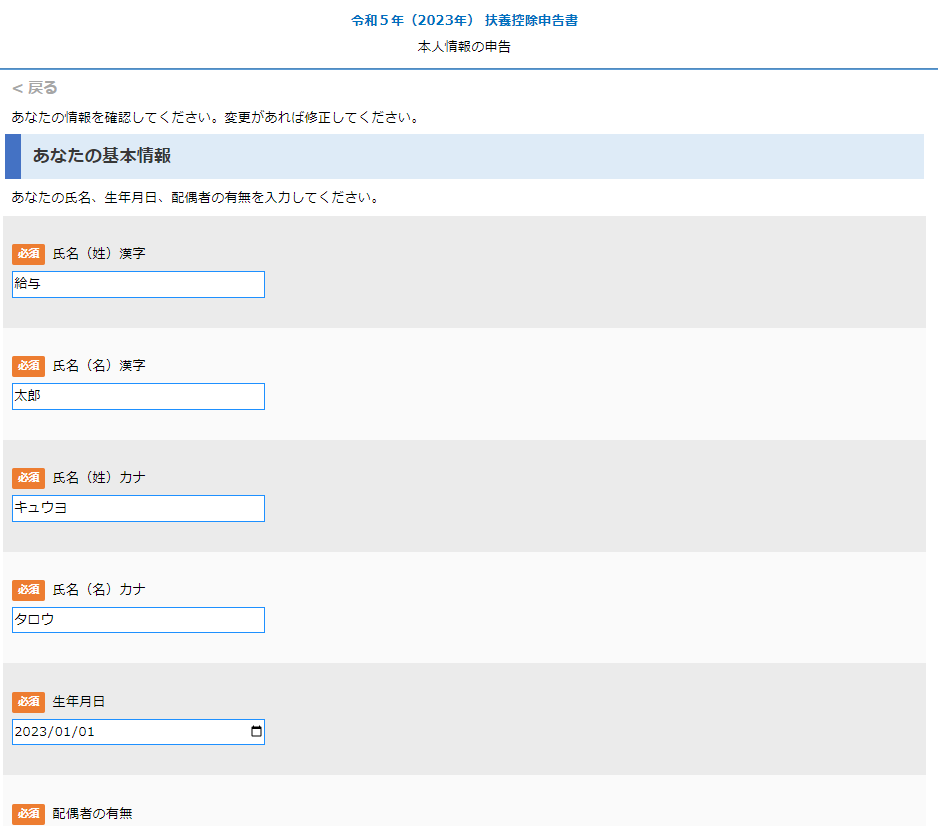 令和５年（2023年） 扶養控除申告書
本人情報の申告
< 戻る
あなたの情報を確認してください。変更があれば修正してください。
あなたの基本情報
あなたの氏名、生年月日、配偶者の有無を入力してください。
必須 氏名（姓）漢字
給与
必須 氏名（名）漢字
太郎
必須 氏名（姓）カナ
キュウヨ
必須 氏名（名）カナ
タロウ
必須 生年月日
2023/01/01
必須 配偶者の有無